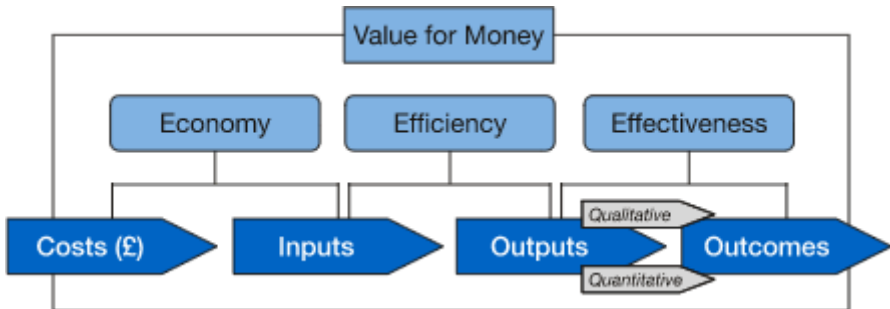 Value for Money
Economy
Efficiency
Effectiveness
Qualitative
Costs (£)
Inputs
Outputs
Outcomes
Quantitative